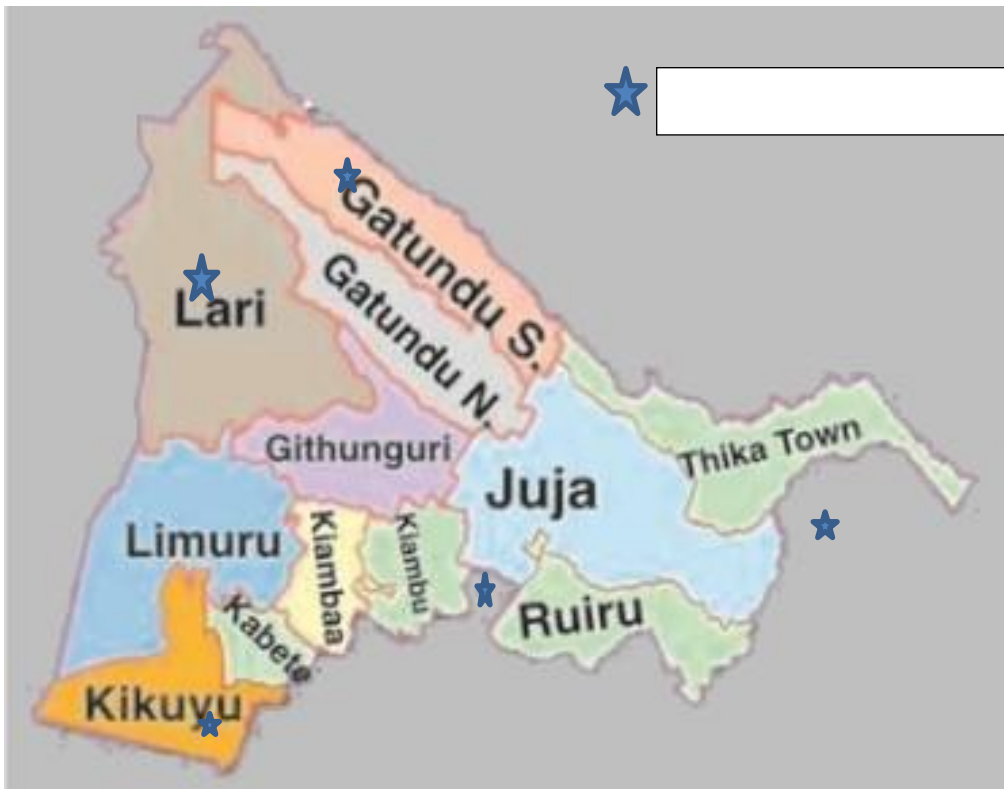 Gatundu S.
Gatundu N.
Lari
Githunguri
Thika Town
Juja
Limuru
Kiambaa
Kiambu
Ruiru
Kabete
Kikuyu